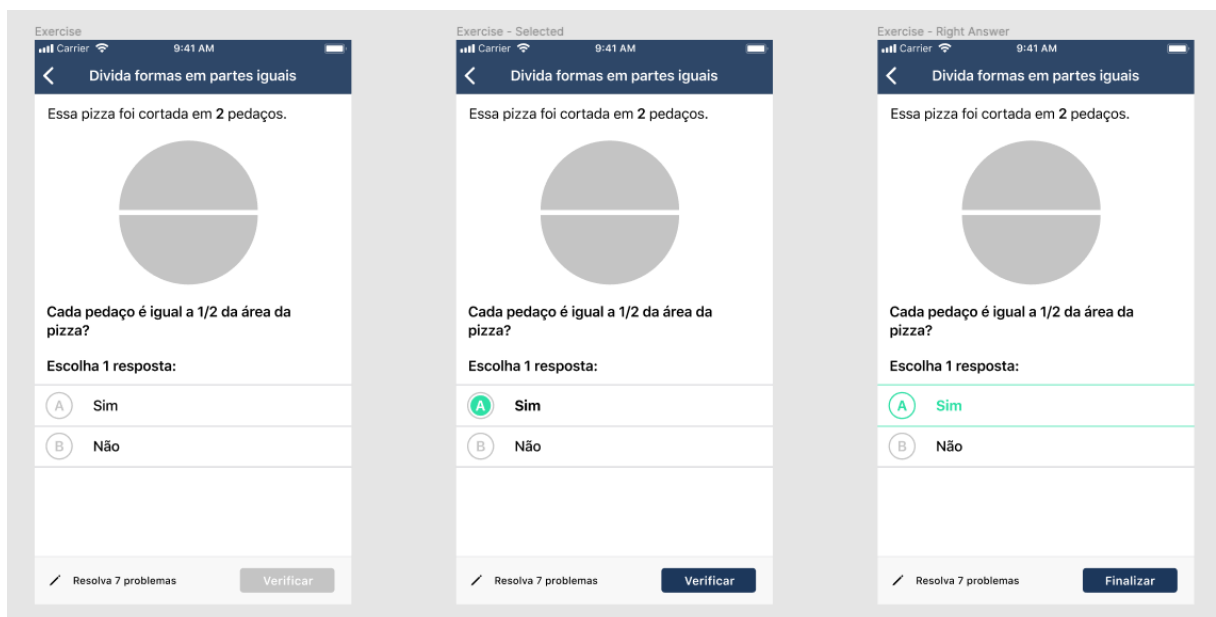 Exercise
Carrier 9:41 AM
Divida formas em partes iguais
Essa pizza foi cortada em 2 pedaços.
Cada pedaço é igual a 1/2 da área da
pizza?
Escolha 1 resposta:
A Sim
B Não
Resolva 7 problemas Verificar
Exercise - Selected
Carrier 9:41 AM
Divida formas em partes iguais
Essa pizza foi cortada em 2 pedaços.
Cada pedaço é igual a 1/2 da área da
pizza?
Escolha 1 resposta:
A Sim
B Não
Resolva 7 problemas Verificar
Exercise - Right Answer
Carrier 9:41 AM
Divida formas em partes iguais
Essa pizza foi cortada em 2 pedaços.
Cada pedaço é igual a 1/2 da área da
pizza?
Escolha 1 resposta:
A Sim
B Não
Resolva 7 problemas Finalizar